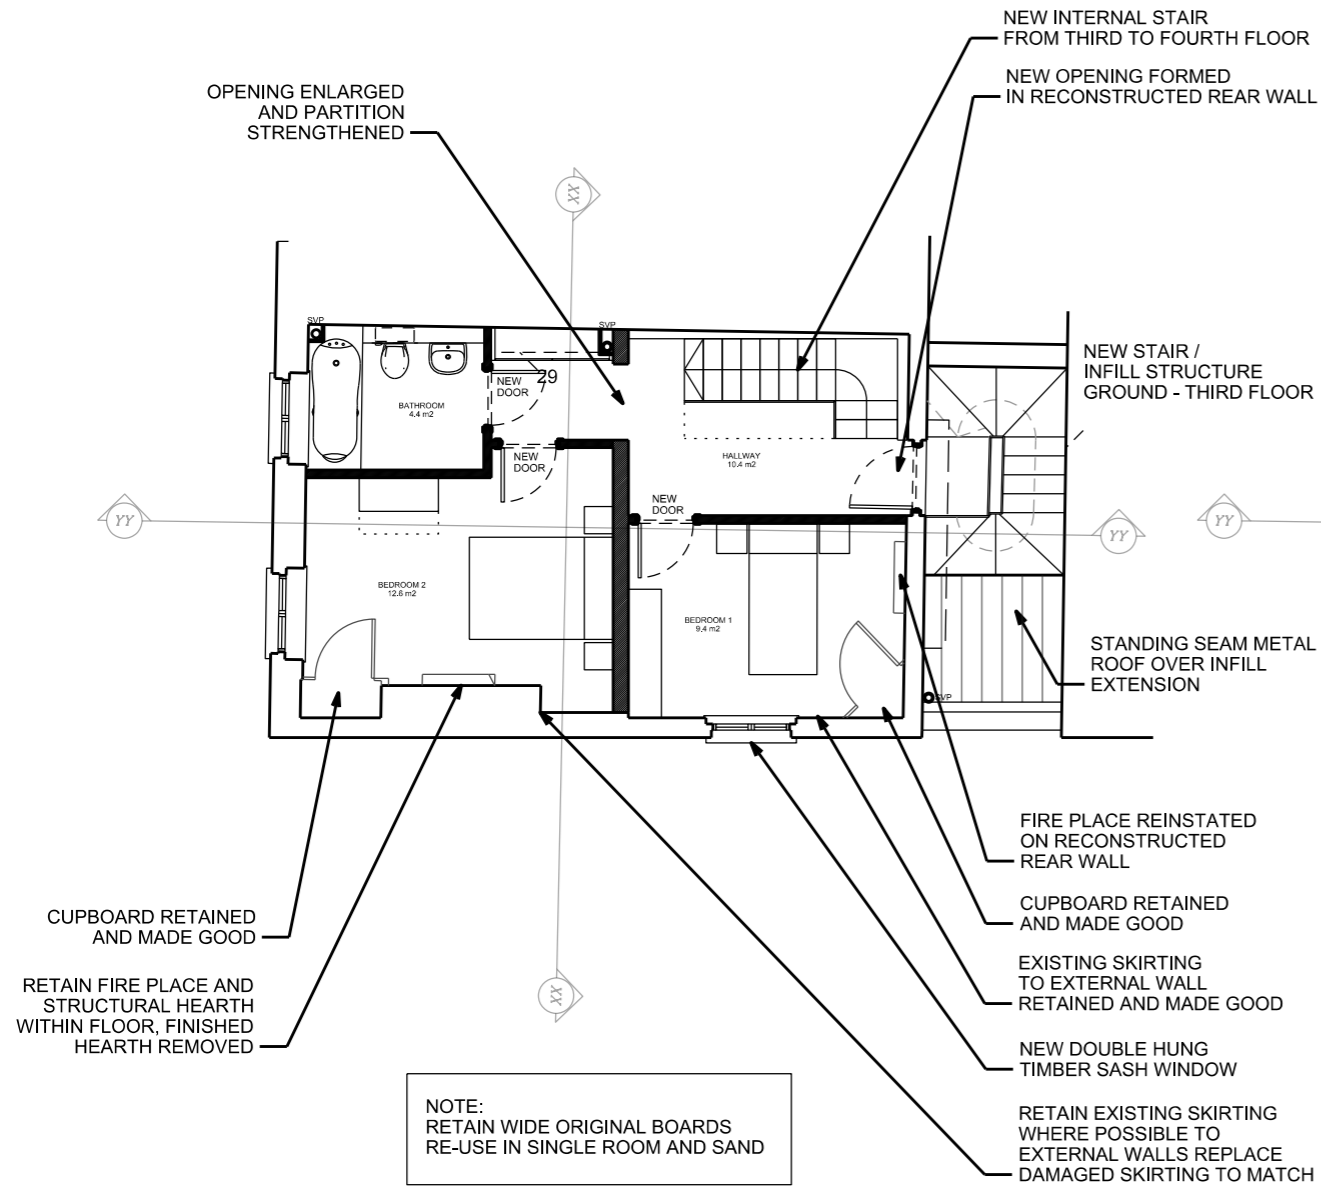 NEW INTERNAL STAIR
FROM THIRD TO FOURTH FLOOR
NEW OPENING FORMED
IN RECONSTRUCTED REAR WALL
OPENING ENLARGED
AND PARTITION
STRENGTHENED
XX
SVP
SVP
NEW STAIR /
INFILL STRUCTURE
GROUND - THIRD FLOOR
29
NEW
DOOR
BATHROOM
4.4 m2
NEW
DOOR
HALLWAY
10.4 m2
NEW
DOOR
YY
YY
YY
BEDROOM 2
12.6 m2
BEDROOM 1
9.4 m2
STANDING SEAM METAL
ROOF OVER INFILL
EXTENSION
SVP
FIRE PLACE REINSTATED
ON RECONSTRUCTED
REAR WALL
CUPBOARD RETAINED
AND MADE GOOD
CUPBOARD RETAINED
AND MADE GOOD
EXISTING SKIRTING
TO EXTERNAL WALL
RETAINED AND MADE GOOD
RETAIN FIRE PLACE AND
STRUCTURAL HEARTH
WITHIN FLOOR, FINISHED
HEARTH REMOVED
XX
NEW DOUBLE HUNG
TIMBER SASH WINDOW
NOTE:
RETAIN WIDE ORIGINAL BOARDS
RE-USE IN SINGLE ROOM AND SAND
RETAIN EXISTING SKIRTING
WHERE POSSIBLE TO
EXTERNAL WALLS REPLACE
DAMAGED SKIRTING TO MATCH